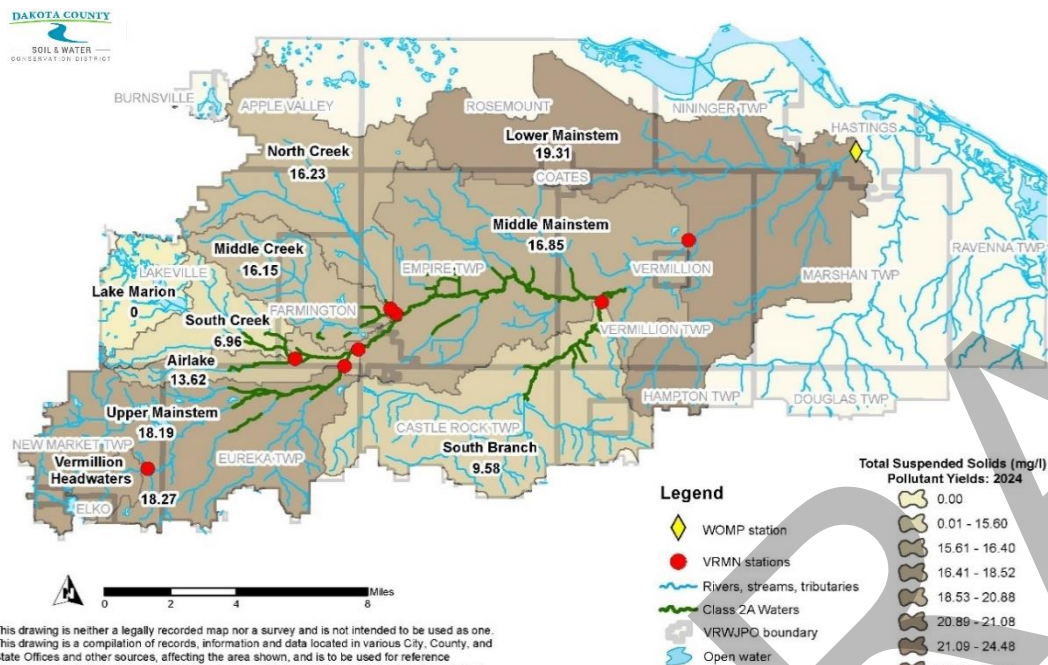 DAKOTA COUNTY
SOIL & WATER
CONSERVATION DISTRICT
BURNSVILLE
APPLE VALLEY
ROSEMOUNT
NININGER TWP
HASTINGS
Lower Mainstem
19.31
North Creek
16.23
COATES
Middle Mainstem
16.85
Middle Creek
16.15
RAVENNA TWP
LAKEVILLE
EMPIRE TWP
VERMILLION
MARSHAN TWP
Lake Marion
0
FARMINGTON
South Creek
6.96
VERMILLION TWP
Airlake
13.62
HAMPTON TWP
DOUGLAS TWP
Upper Mainstem
18.19
CASTLE ROCK TWP
NEW MARKET TWP
South Branch
9.58
EUREKA TWP
Vermillion
Headwaters
18.27
ELKO
Legend
WOMP station
VRMN stations
Rivers, streams, tributaries
Class 2A Waters
VRWJPO boundary
Open water
Total Suspended Solids (mg/l)
Pollutant Yields: 2024
0.00
0.01 - 15.60
15.61 - 16.40
16.41 - 18.52
18.53 - 20.88
20.89 - 21.08
21.09 - 24.48
N
Miles
0 2 4 8
This drawing is neither a legally recorded map nor a survey and is not intended to be used as one.
This drawing is a compilation of records, information and data located in various City, County, and
State Offices and other sources, affecting the area shown, and is to be used for reference